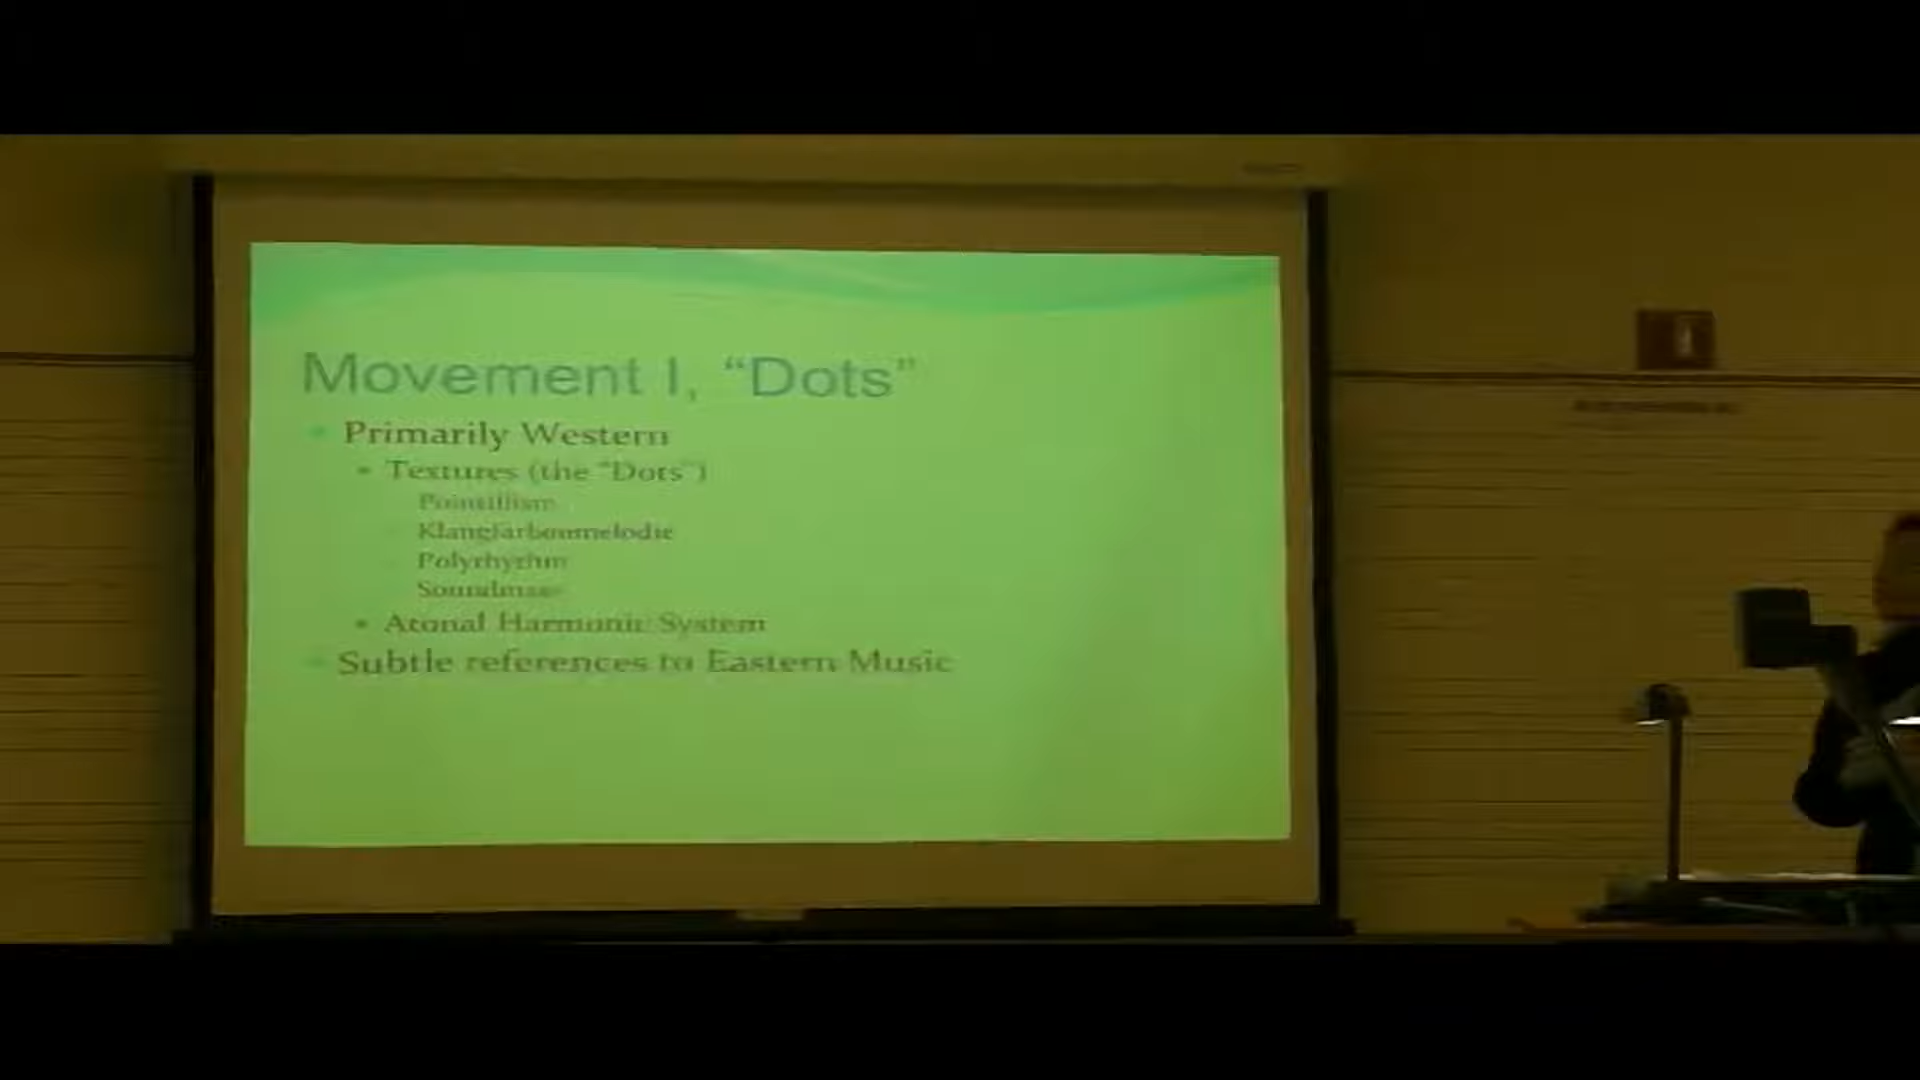 Movement I, “Dots”
Primarily Western
Textures (the “Dots”)
Pointillism
Klangfarbenmelodie
Polyrhythm
Soundmass
Atonal Harmonic System
Subtle references to Eastern Music